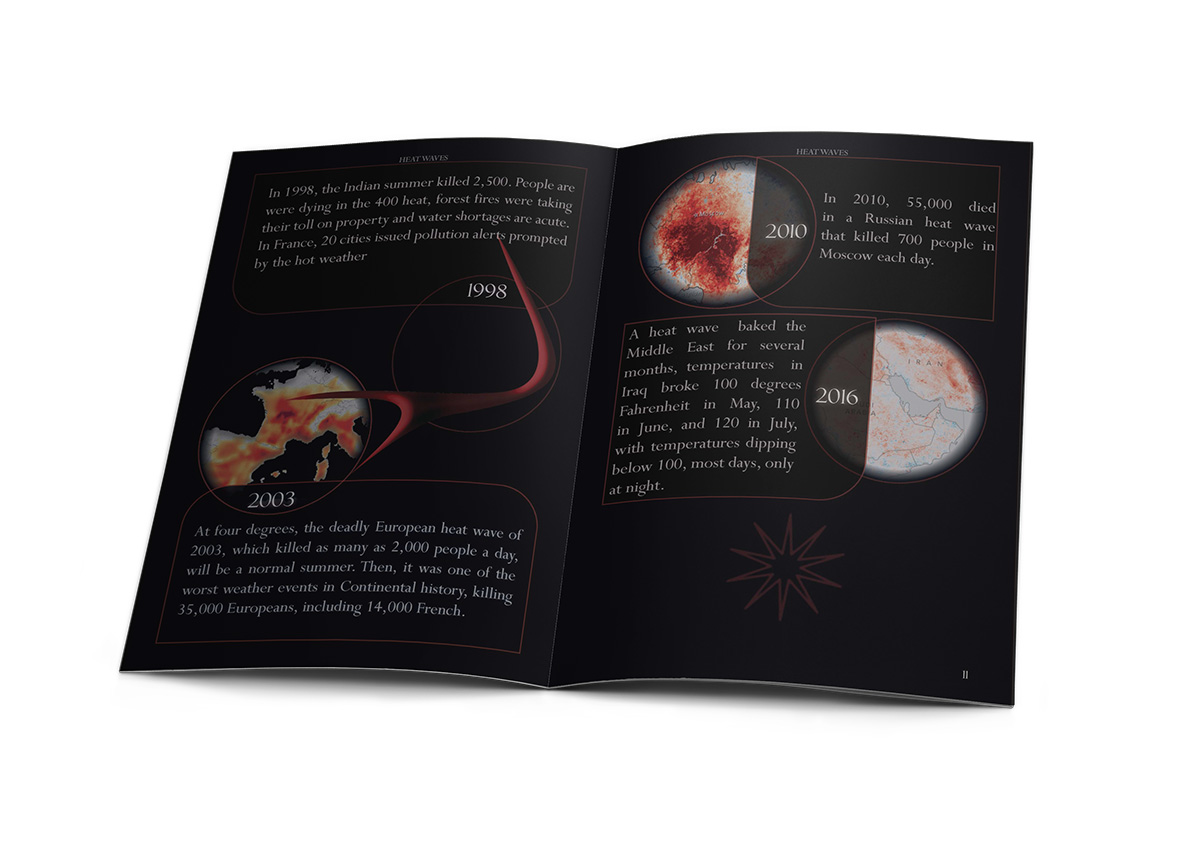 HEAT WAVES
In 1998, the Indian summer killed 2,500. People are
were dying in the 400 heat, forest fires were taking
their toll on property and water shortages are acute.
In France, 20 cities issued pollution alerts prompted
by the hot weather
1998
2003
At four degrees, the deadly European heat wave of
2003, which killed as many as 2,000 people a day,
will be a normal summer. Then, it was one of the
worst weather events in Continental history, killing
35,000 Europeans, including 14,000 French.
HEAT WAVES
2010
In 2010, 55,000 died
in a Russian heat wave
that killed 700 people in
Moscow each day.
A heat wave baked the
Middle East for several
months, temperatures in
Iraq broke 100 degrees
Fahrenheit in May, 110
in June, and 120 in July,
with temperatures dipping
below 100, most days, only
at night.
2016
IRAN
11